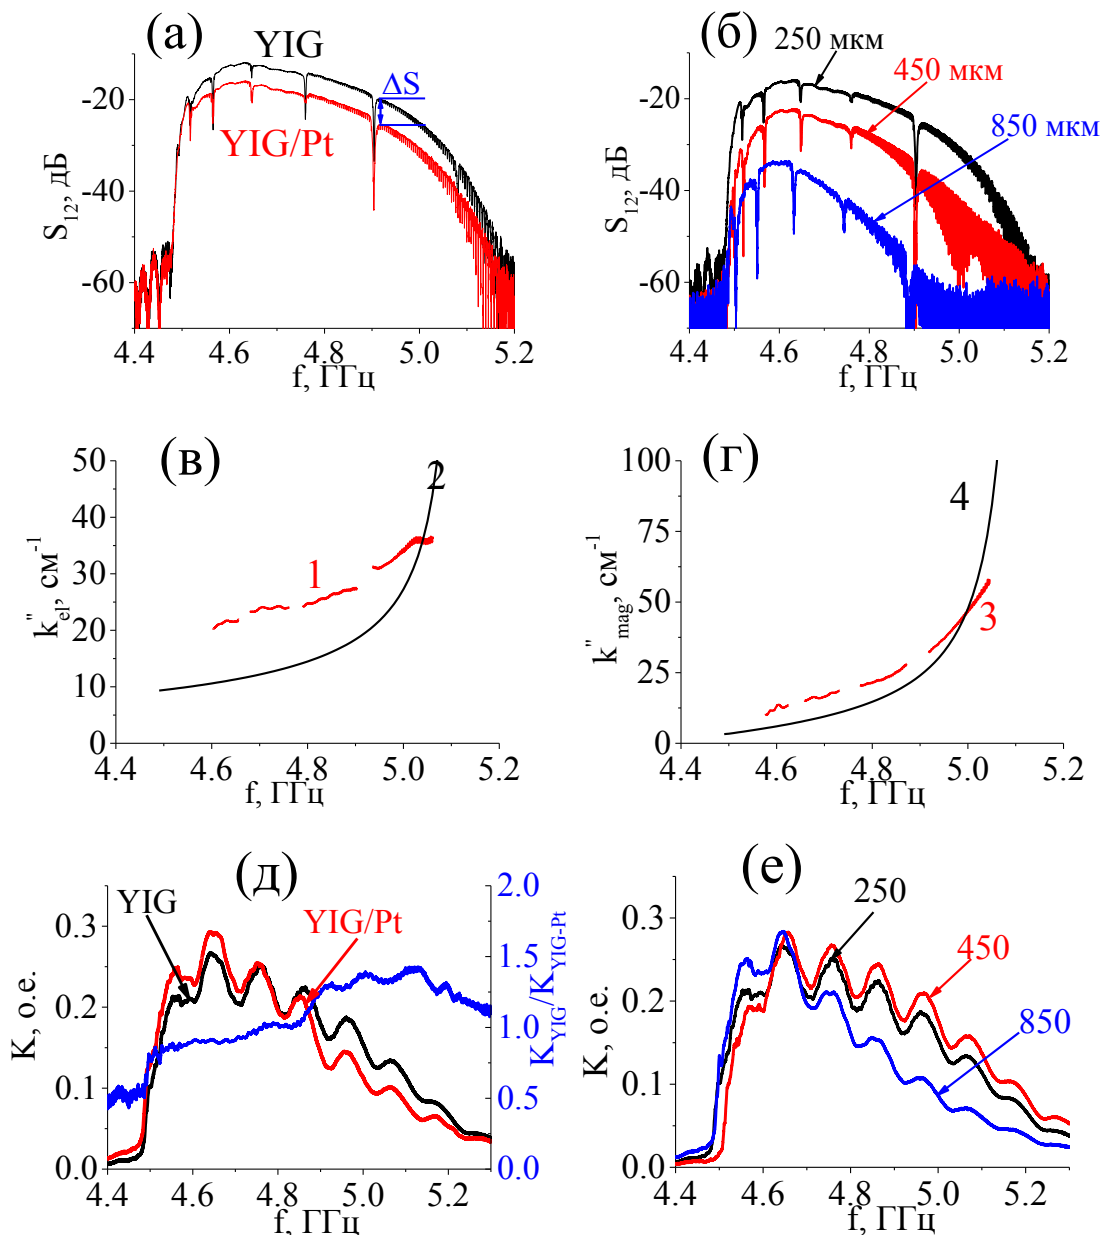 (а)
YIG
ΔS
YIG/Pt
S12, дБ
-20
-40
-60
4.4 4.6 4.8 5.0 5.2
f, ГГц
(б)
250 мкм
450 мкм
850 мкм
S12, дБ
-20
-40
-60
4.4 4.6 4.8 5.0 5.2
f, ГГц
(в)
2
1
k"el, см-1
50
40
30
20
10
0
4.4 4.6 4.8 5.0 5.2
f, ГГц
(г)
4
3
k"mag, см-1
100
75
50
25
0
4.4 4.6 4.8 5.0 5.2
f, ГГц
(д)
YIG
YIG/Pt
K, о.е.
0.3
0.2
0.1
0.0
2.0
1.5
1.0
0.5
0.0
KYIG/KYIG-Pt
4.4 4.6 4.8 5.0 5.2
f, ГГц
(е)
250
450
850
K, о.е.
0.3
0.2
0.1
0.0
4.4 4.6 4.8 5.0 5.2
f, ГГц